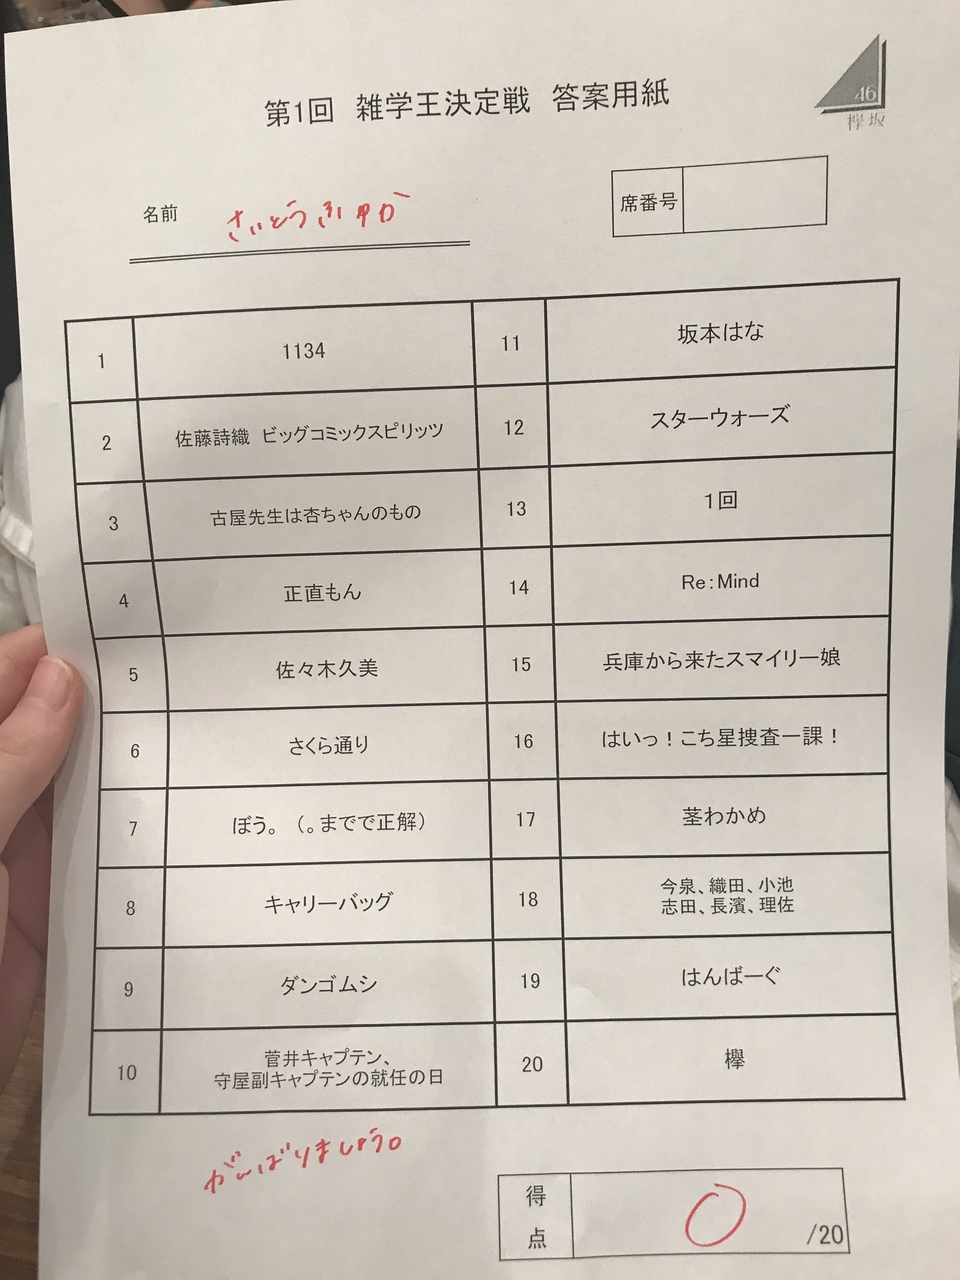 第1回 雑学王決定戦 答案用紙
46
欅坂
名前 さいとうふゆか
席番号
1 1134
2 佐藤詩織 ビッグコミックスピリッツ
3 古屋先生は杏ちゃんのもの
4 正直もん
5 佐々木久美
6 さくら通り
7 ぼう。（。までで正解）
8 キャリーバッグ
9 ダンゴムシ
10 菅井キャプテン、
守屋副キャプテンの就任の日
11 坂本はな
12 スターウォーズ
13 1回
14 Re:Mind
15 兵庫から来たスマイリー娘
16 はいっ！こち星捜査一課！
17 茎わかめ
18 今泉、織田、小池
志田、長濱、理佐
19 はんばーぐ
20 欅
がんばりましょう。
得点 0 /20